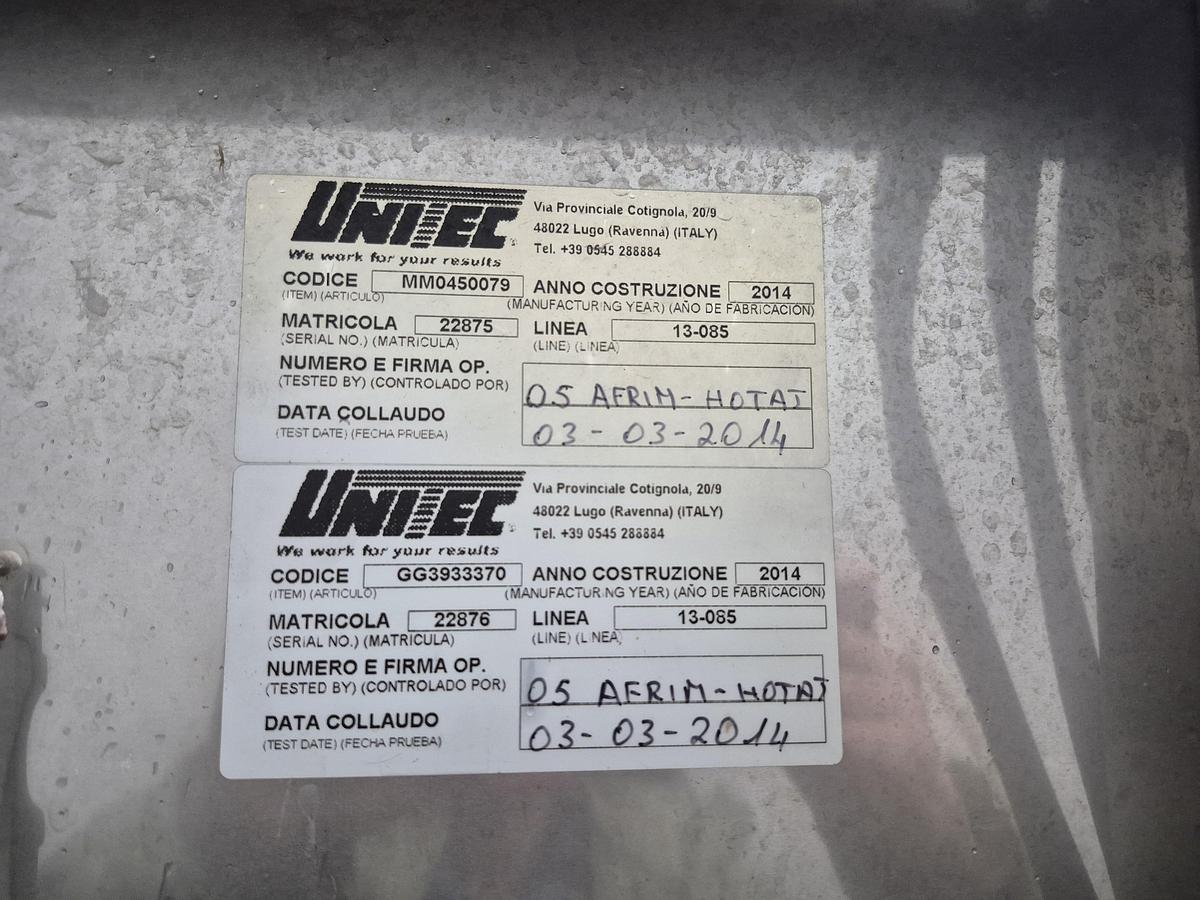 UNITEC
We work for your results
Via Provinciale Cotignola, 20/9
48022 Lugo (Ravenna) (ITALY)
Tel. +39 0545 288884
CODICE MM0450079 ANNO COSTRUZIONE 2014
(ITEM) (ARTICULO) (MANUFACTURING YEAR) (AÑO DE FABRICACIÓN)
MATRICOLA 22875 LINEA 13-085
(SERIAL NO.) (MATRICULA) (LINE) (LINEA)
NUMERO E FIRMA OP.
(TESTED BY) (CONTROLADO POR) 05 AFRIM-HOTAJ
DATA COLLAUDO 03-03-2014
(TEST DATE) (FECHA PRUEBA)
UNITEC
We work for your results
Via Provinciale Cotignola, 20/9
48022 Lugo (Ravenna) (ITALY)
Tel. +39 0545 288884
CODICE GG3933370 ANNO COSTRUZIONE 2014
(ITEM) (ARTICULO) (MANUFACTURING YEAR) (AÑO DE FABRICACIÓN)
MATRICOLA 22876 LINEA 13-085
(SERIAL NO.) (MATRICULA) (LINE) (LINEA)
NUMERO E FIRMA OP.
(TESTED BY) (CONTROLADO POR) 05 AFRIM-HOTAJ
DATA COLLAUDO 03-03-2014
(TEST DATE) (FECHA PRUEBA)